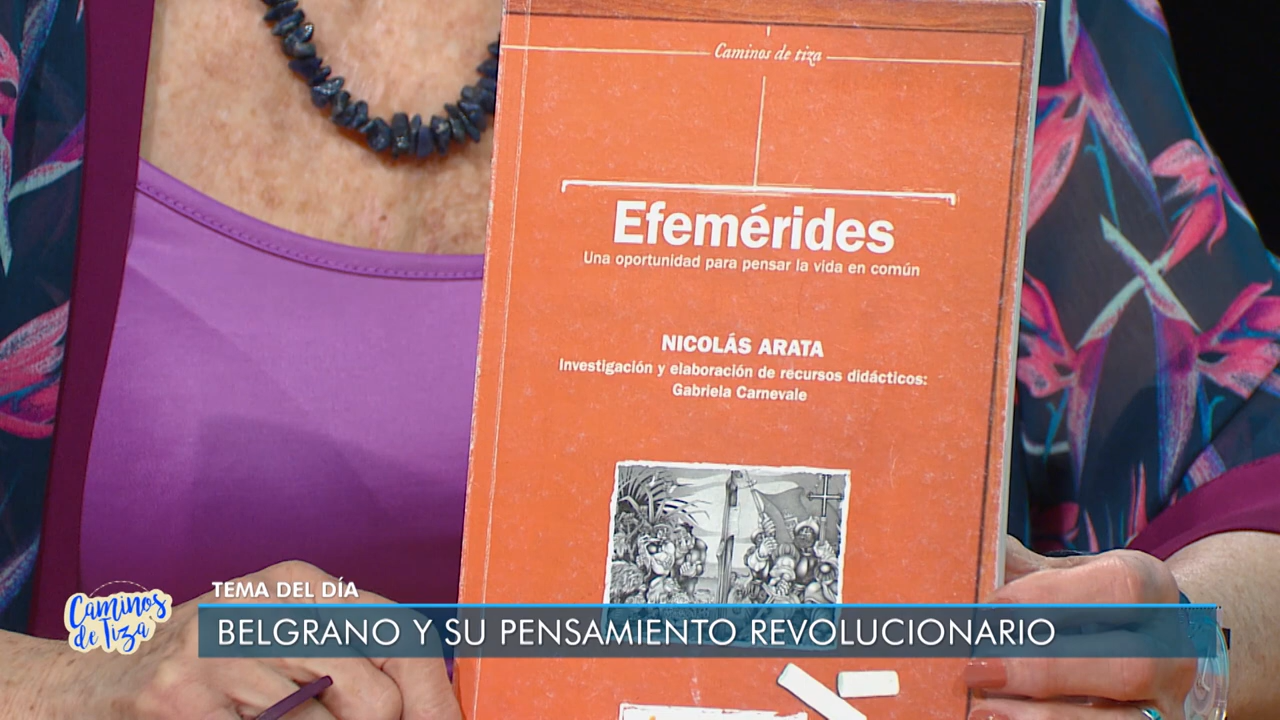 Caminos de tiza
Efemérides
Una oportunidad para pensar la vida en común
NICOLÁS ARATA
Investigación y elaboración de recursos didácticos:
Gabriela Carnevale
TEMA DEL DÍA
Caminos
de Tiza
BELGRANO Y SU PENSAMIENTO REVOLUCIONARIO